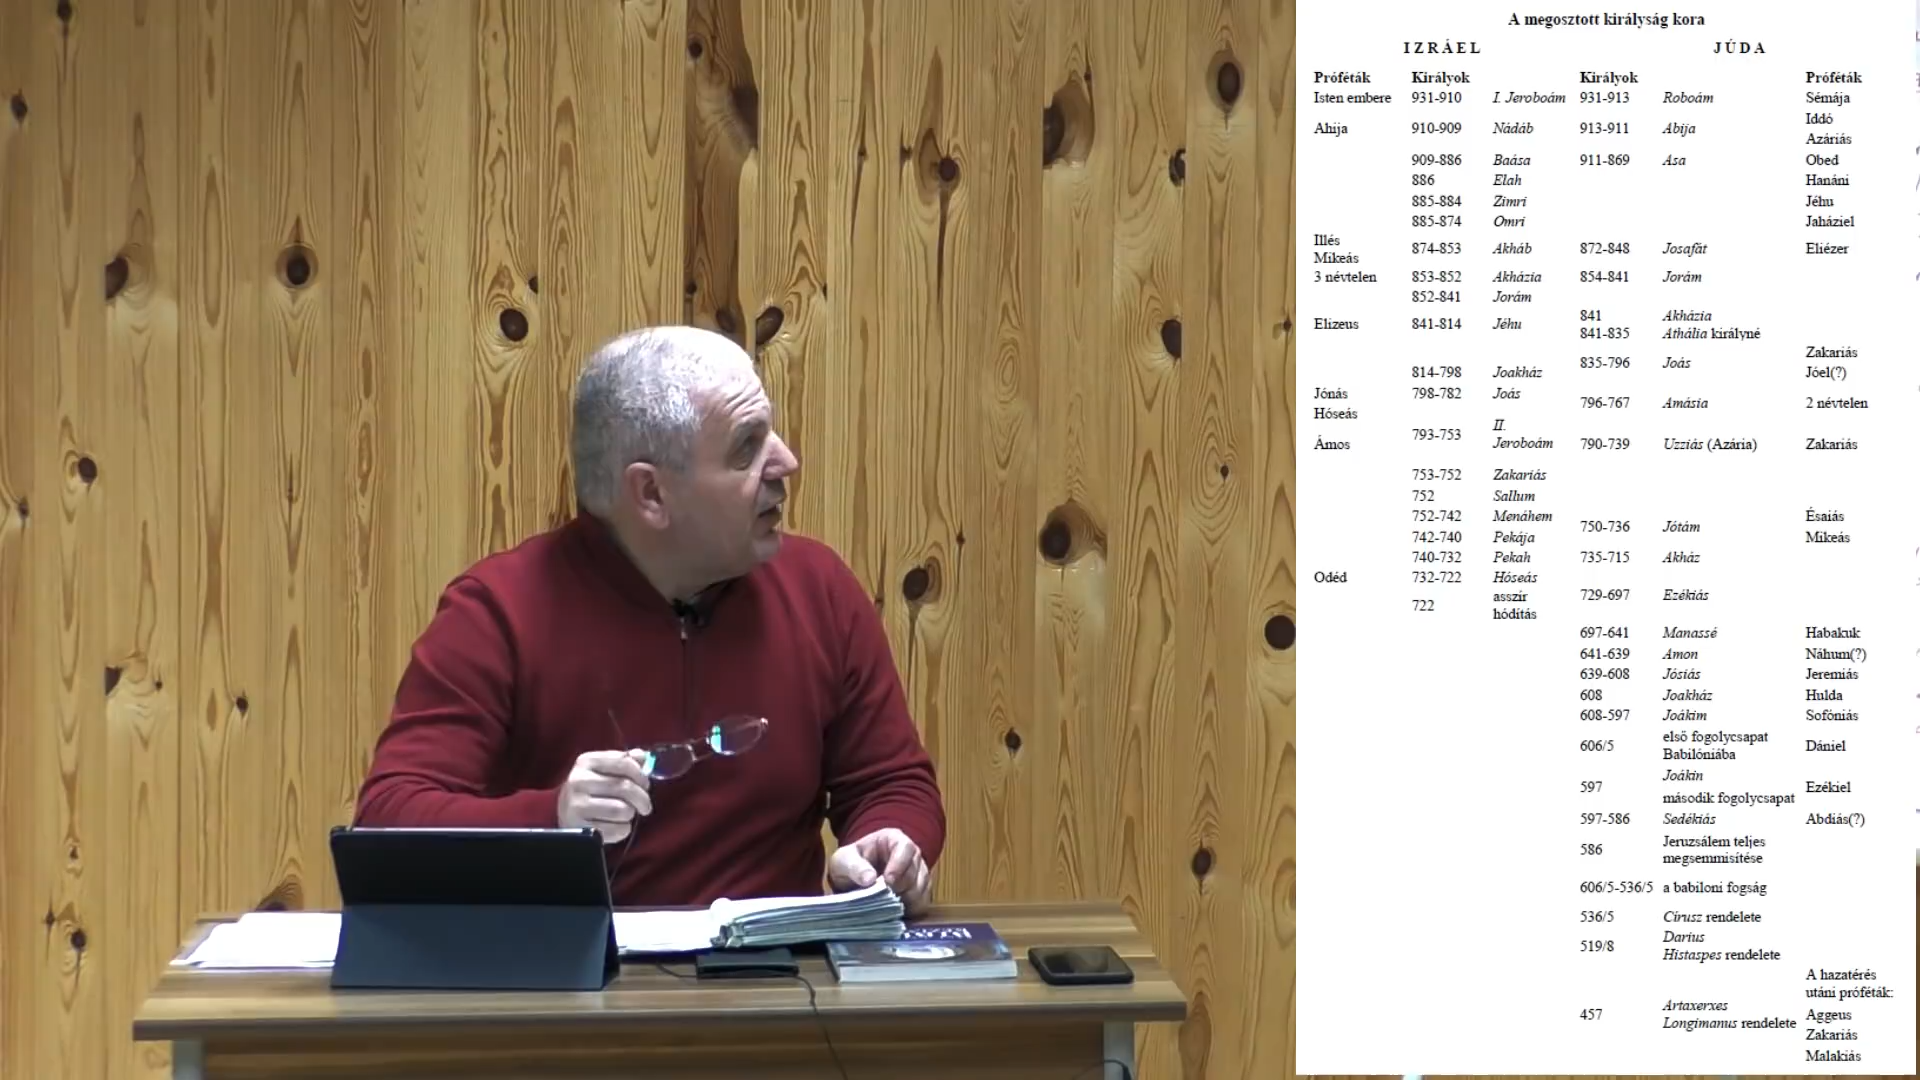 A megosztott királyság kora
IZRÁEL JÚDA
Próféták Királyok Királyok Próféták
Isten embere 931-910 I. Jeroboám 931-913 Roboám Sémája
Iddó
Ahija 910-909 Nádáb 913-911 Abija
Azáriás
909-886 Baása 911-869 Asa Obed
886 Elah Hanáni
885-884 Zimri Jéhu
885-874 Omri Jaháziel
Illés
Mikeás
874-853 Akháb 872-848 Josafát Eliézer
3 névtelen 853-852 Akházia 854-841 Jorám
852-841 Jorám
Elizeus 841-814 Jéhu
841 Akházia
841-835 Athália királyné
835-796 Joás
Zakariás
814-798 Joakház Jóel(?)
Jónás 798-782 Joás
796-767 Amásia 2 névtelen
Hóseás
793-753 II.
Jeroboám
Ámos 790-739 Uzziás (Azária) Zakariás
753-752 Zakariás
752 Sallum
752-742 Menáhem Ésaiás
750-736 Jótám
742-740 Pekája Mikeás
740-732 Pekah 735-715 Akház
Odéd 732-722 Hóseás
729-697 Ezékiás
722 asszír
hódítás
697-641 Manassé Habakuk
641-639 Amon Náhum(?)
639-608 Jósiás Jeremiás
608 Joakház Hulda
608-597 Joákim Sofóniás
606/5 első fogolycsapat
Babilóniába
Dániel
597 Joákin
második fogolycsapat
Ezékiel
597-586 Sedékiás Abdiás(?)
586 Jeruzsálem teljes
megsemmisítése
606/5-536/5 a babiloni fogság
536/5 Círusz rendelete
519/8 Darius
Histaspes rendelete
A hazatérés
utáni próféták:
457 Artaxerxes
Longimanus rendelete
Aggeus
Zakariás
Malakiás